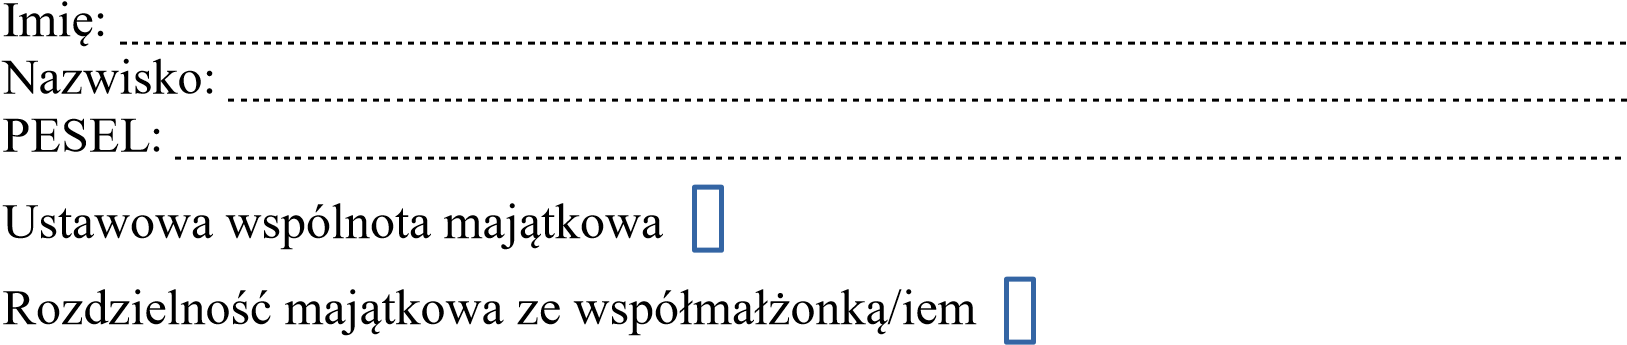 Imię: ........................................................................................................................
Nazwisko: ................................................................................................................
PESEL: ....................................................................................................................
Ustawowa wspólnota majątkowa
Rozdzielność majątkowa ze współmałżonką/iem